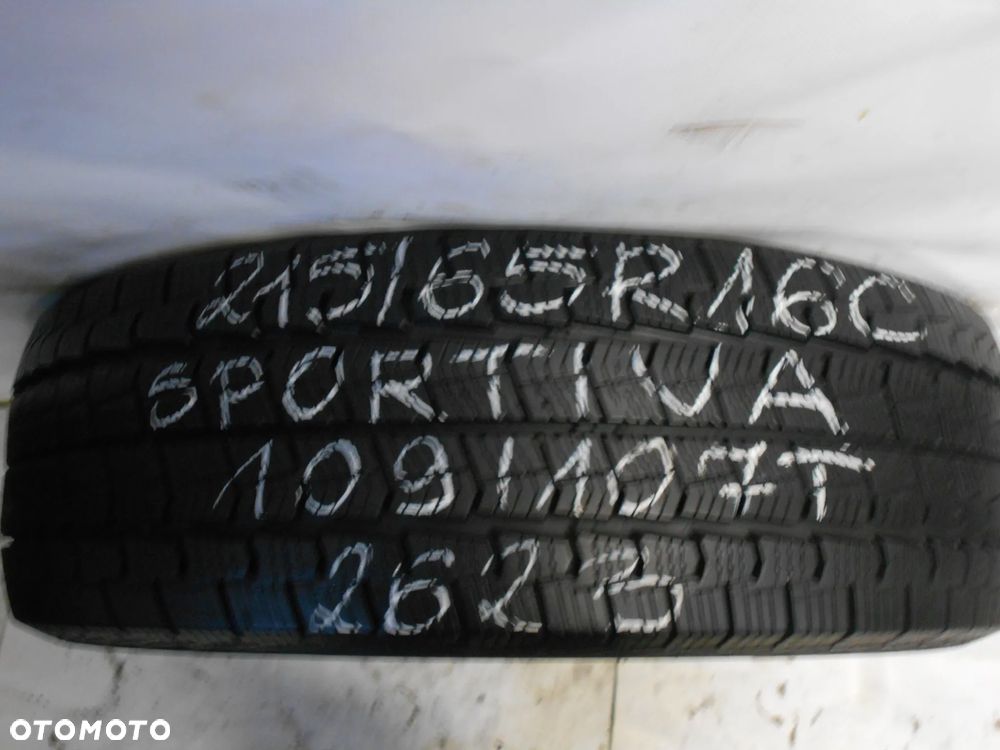 215/65R16C
SPORTIVA
109/107T
2623
OTOMOTO